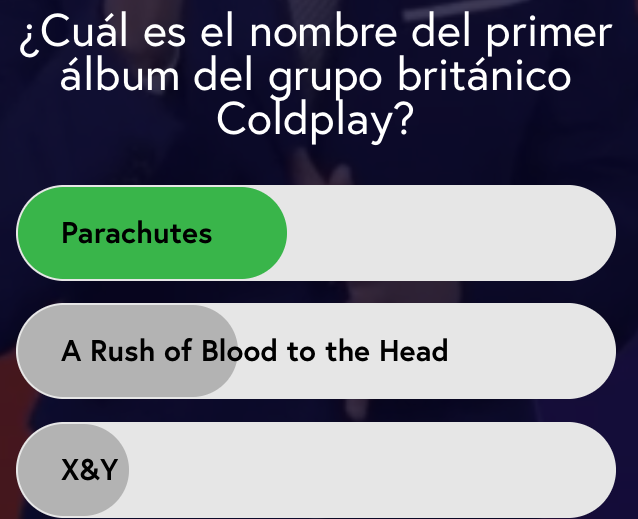 ¿Cuál es el nombre del primer
álbum del grupo británico
Coldplay?
Parachutes
A Rush of Blood to the Head
X&Y